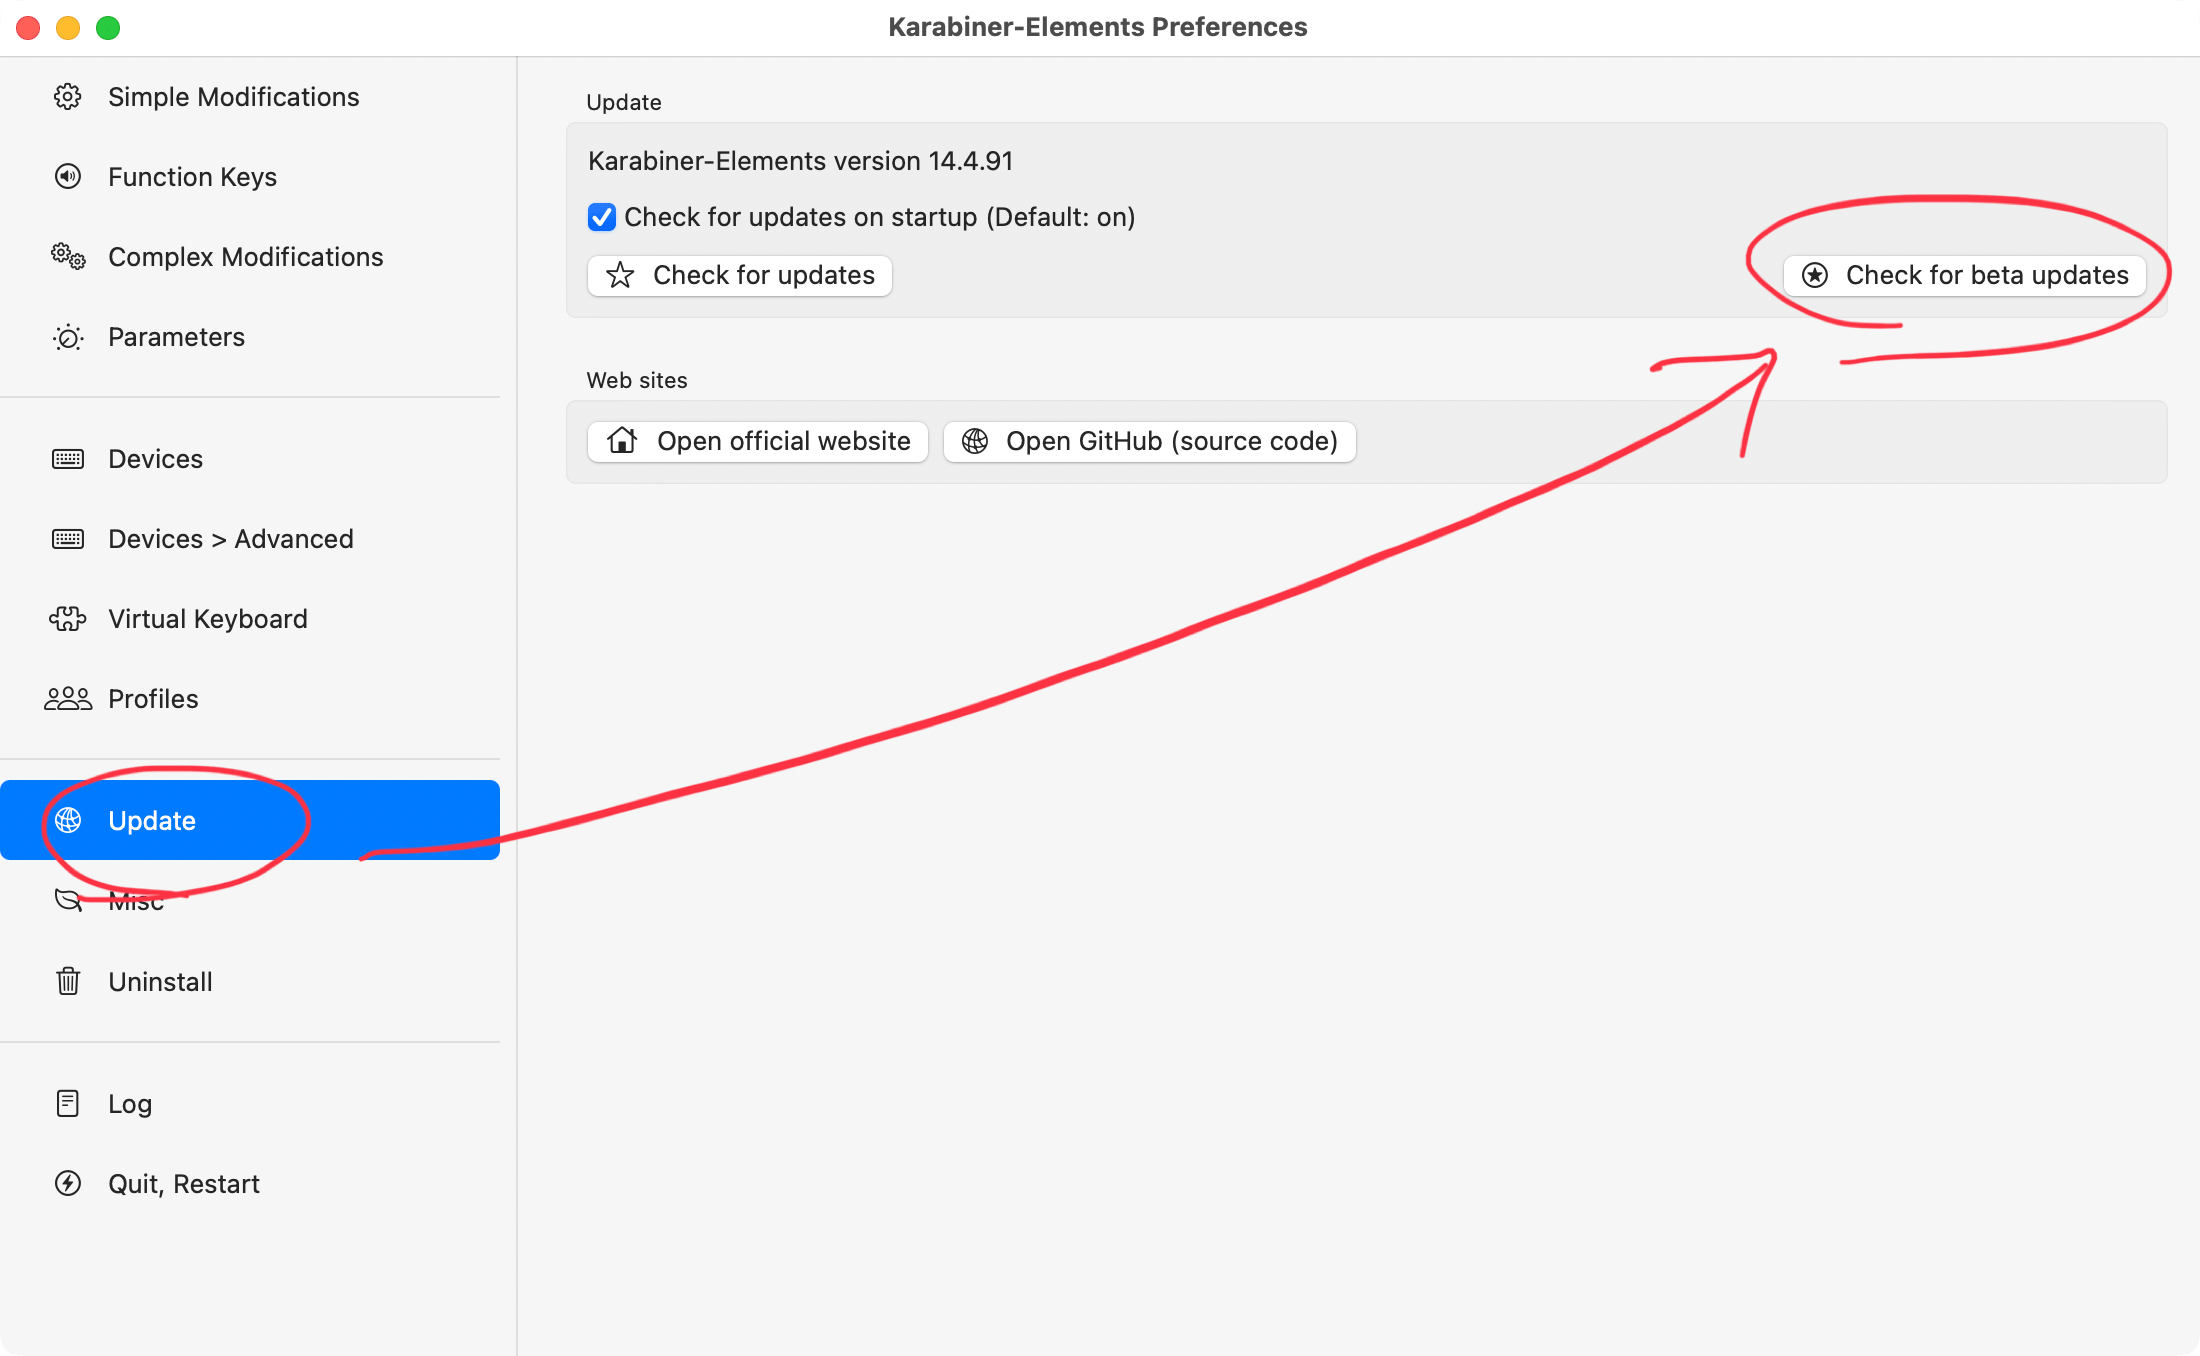 Karabiner-Elements Preferences
Simple Modifications
Function Keys
Complex Modifications
Parameters
Devices
Devices > Advanced
Virtual Keyboard
Profiles
Update
Misc
Uninstall
Log
Quit, Restart
Update
Karabiner-Elements version 14.4.91
Check for updates on startup (Default: on)
Check for updates
Check for beta updates
Web sites
Open official website
Open GitHub (source code)